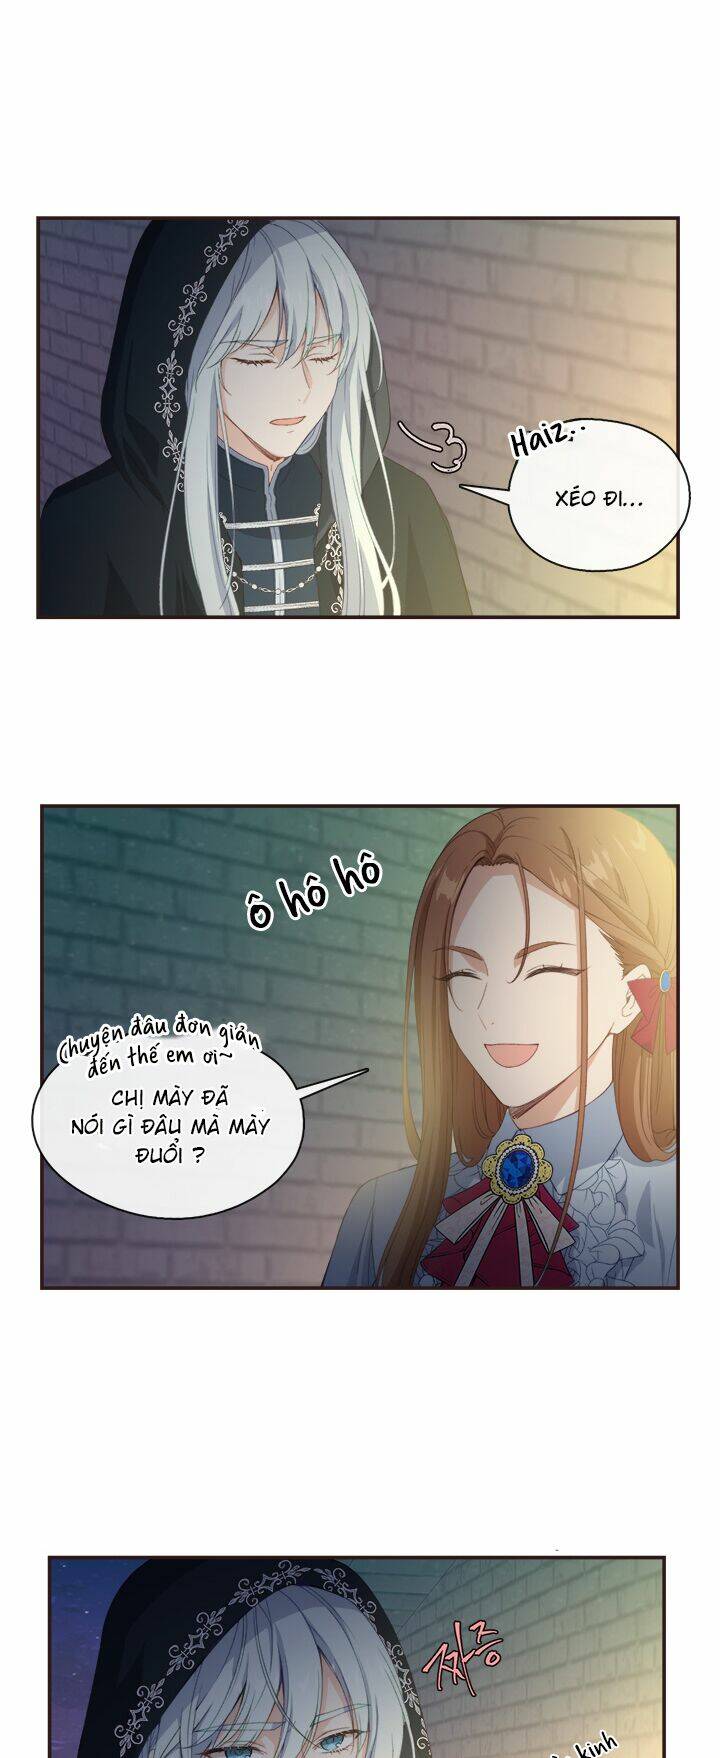 Haiz..
XÉO ĐI...
Ô HÔ HÔ
Chuyện đâu đơn giản
đến thế em ơi~
CHỊ MÀY ĐÃ
NÓI GÌ ĐÂU MÀ MÀY
ĐUỔI ?
짜증
kinh